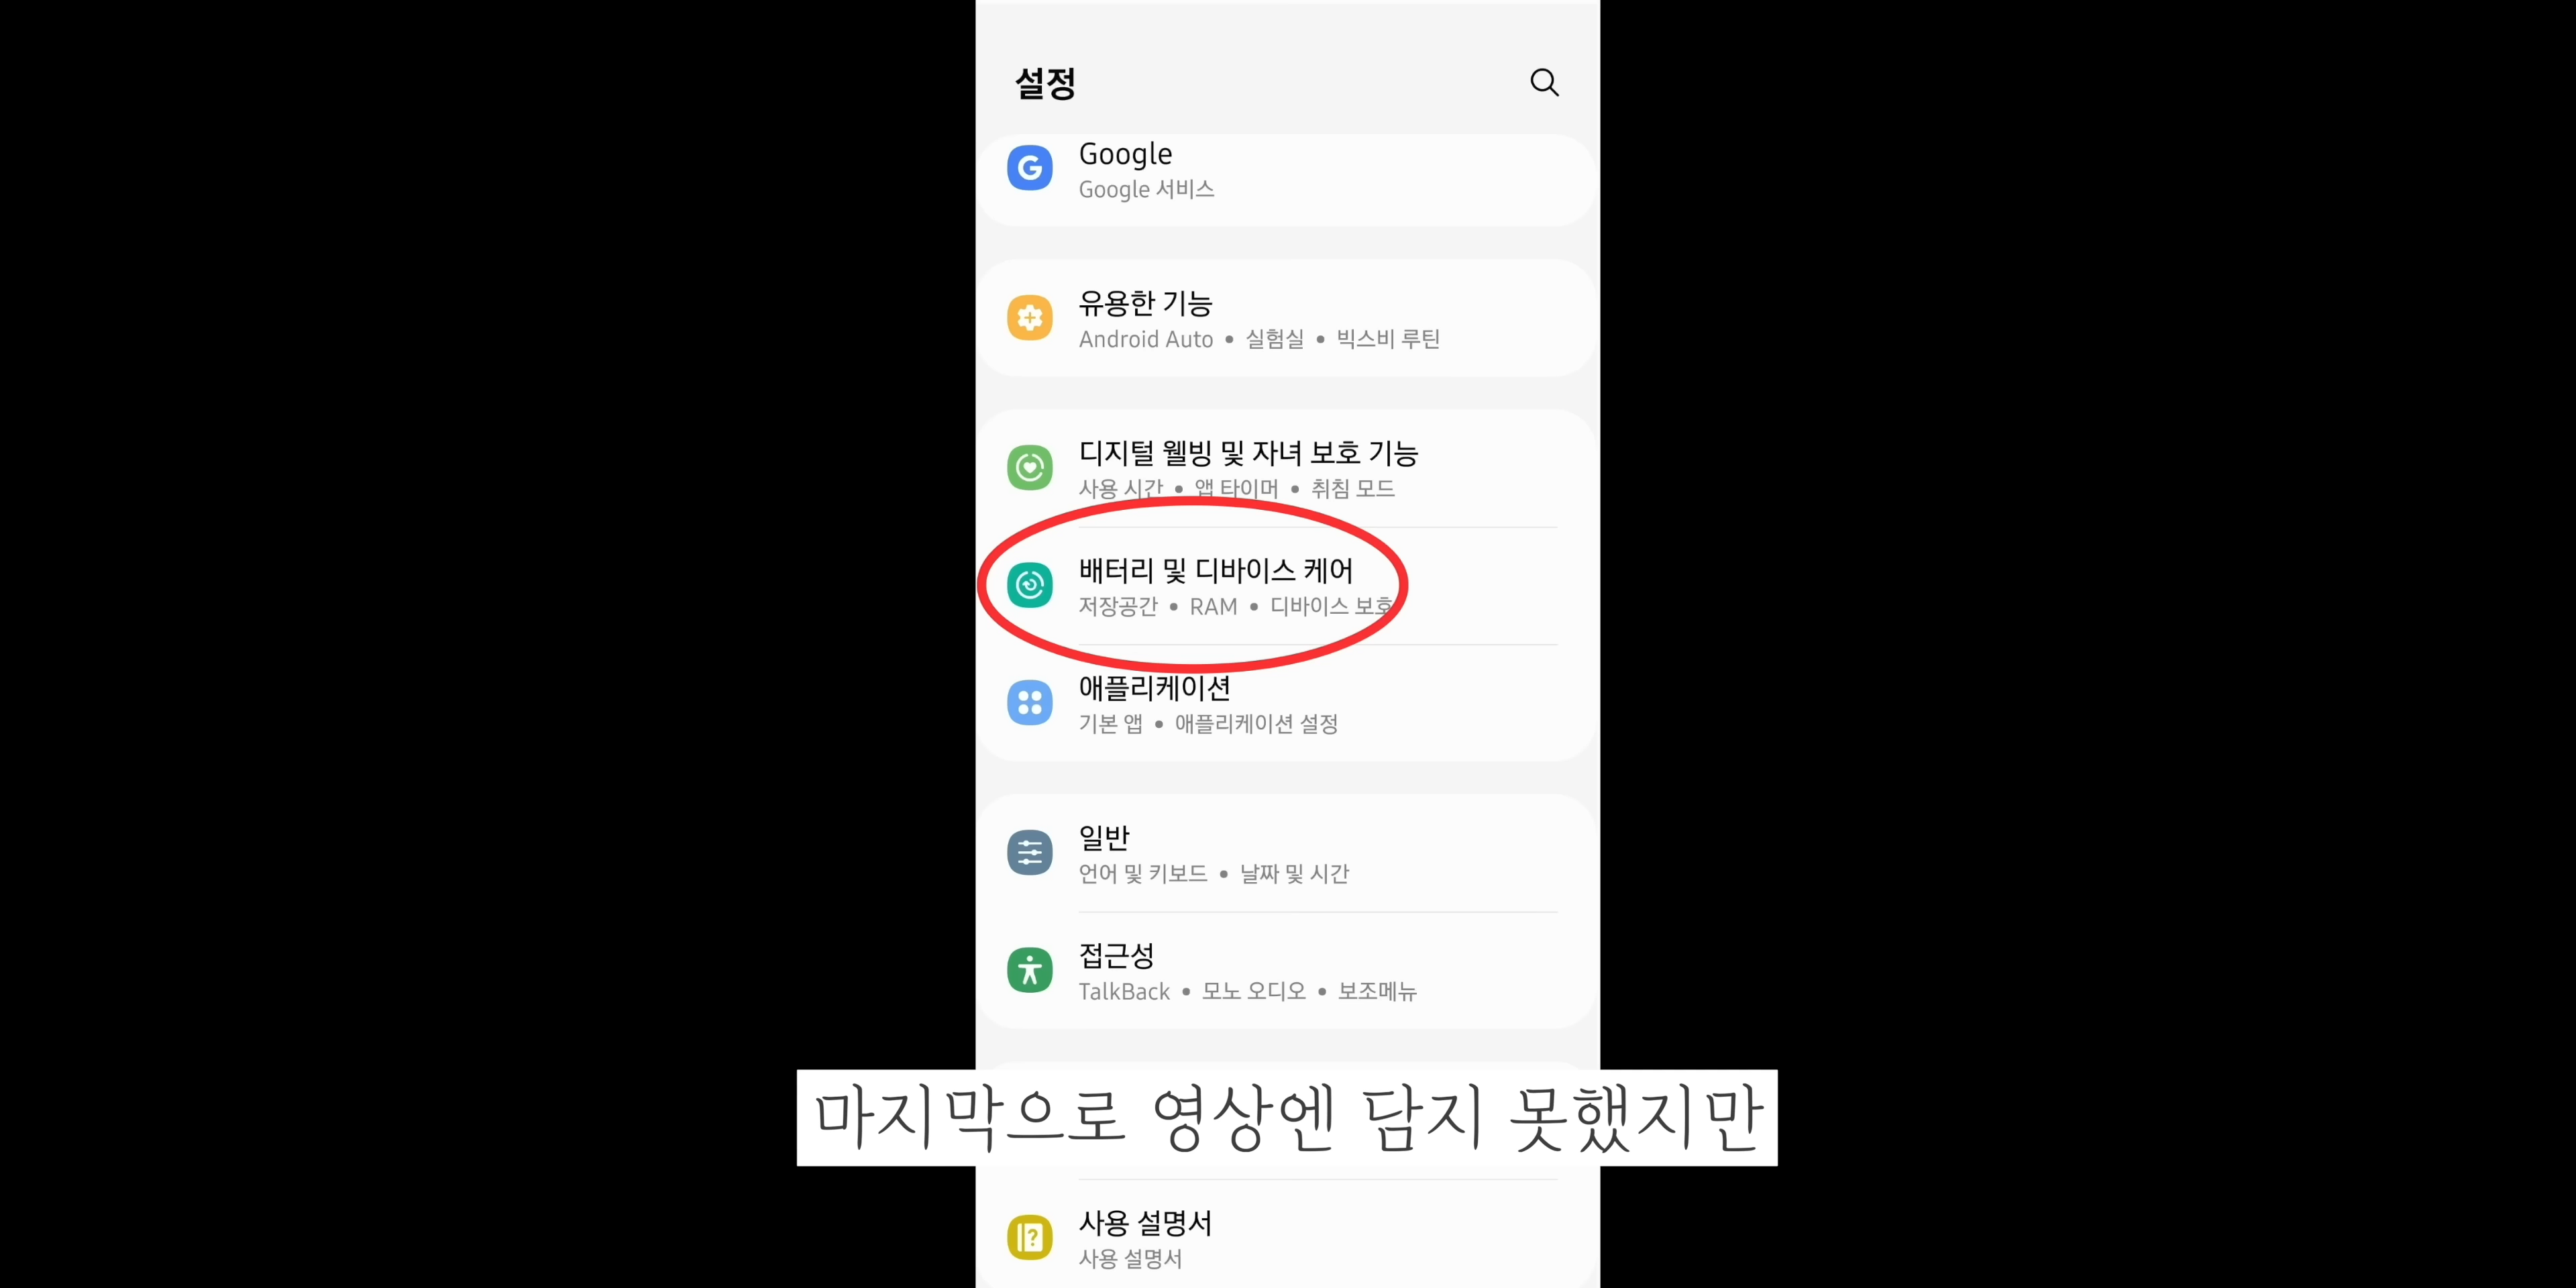 설정
Google
Google 서비스
유용한 기능
Android Auto • 실험실 • 빅스비 루틴
디지털 웰빙 및 자녀 보호 기능
사용 시간 • 앱 타이머 • 취침 모드
배터리 및 디바이스 케어
저장공간 • RAM • 디바이스 보호
애플리케이션
기본 앱 • 애플리케이션 설정
일반
언어 및 키보드 • 날짜 및 시간
접근성
TalkBack • 모노 오디오 • 보조메뉴
마지막으로 영상엔 담지 못했지만
사용 설명서
사용 설명서